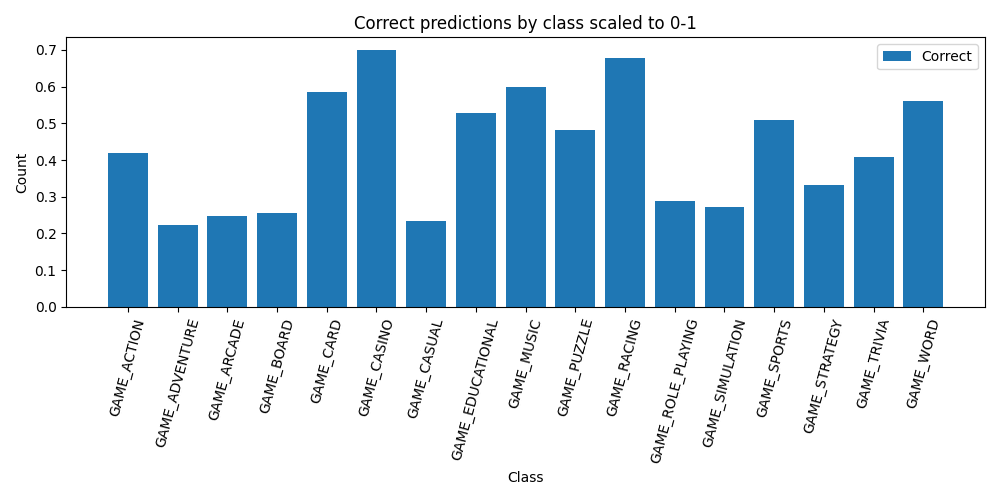 Correct predictions by class scaled to 0-1
Correct
Count
0.7
0.6
0.5
0.4
0.3
0.2
0.1
0.0
GAME_ACTION
GAME_ADVENTURE
GAME_ARCADE
GAME_BOARD
GAME_CARD
GAME_CASINO
GAME_CASUAL
GAME_EDUCATIONAL
GAME_MUSIC
GAME_PUZZLE
GAME_RACING
GAME_ROLE_PLAYING
GAME_SIMULATION
GAME_SPORTS
GAME_STRATEGY
GAME_TRIVIA
GAME_WORD
Class